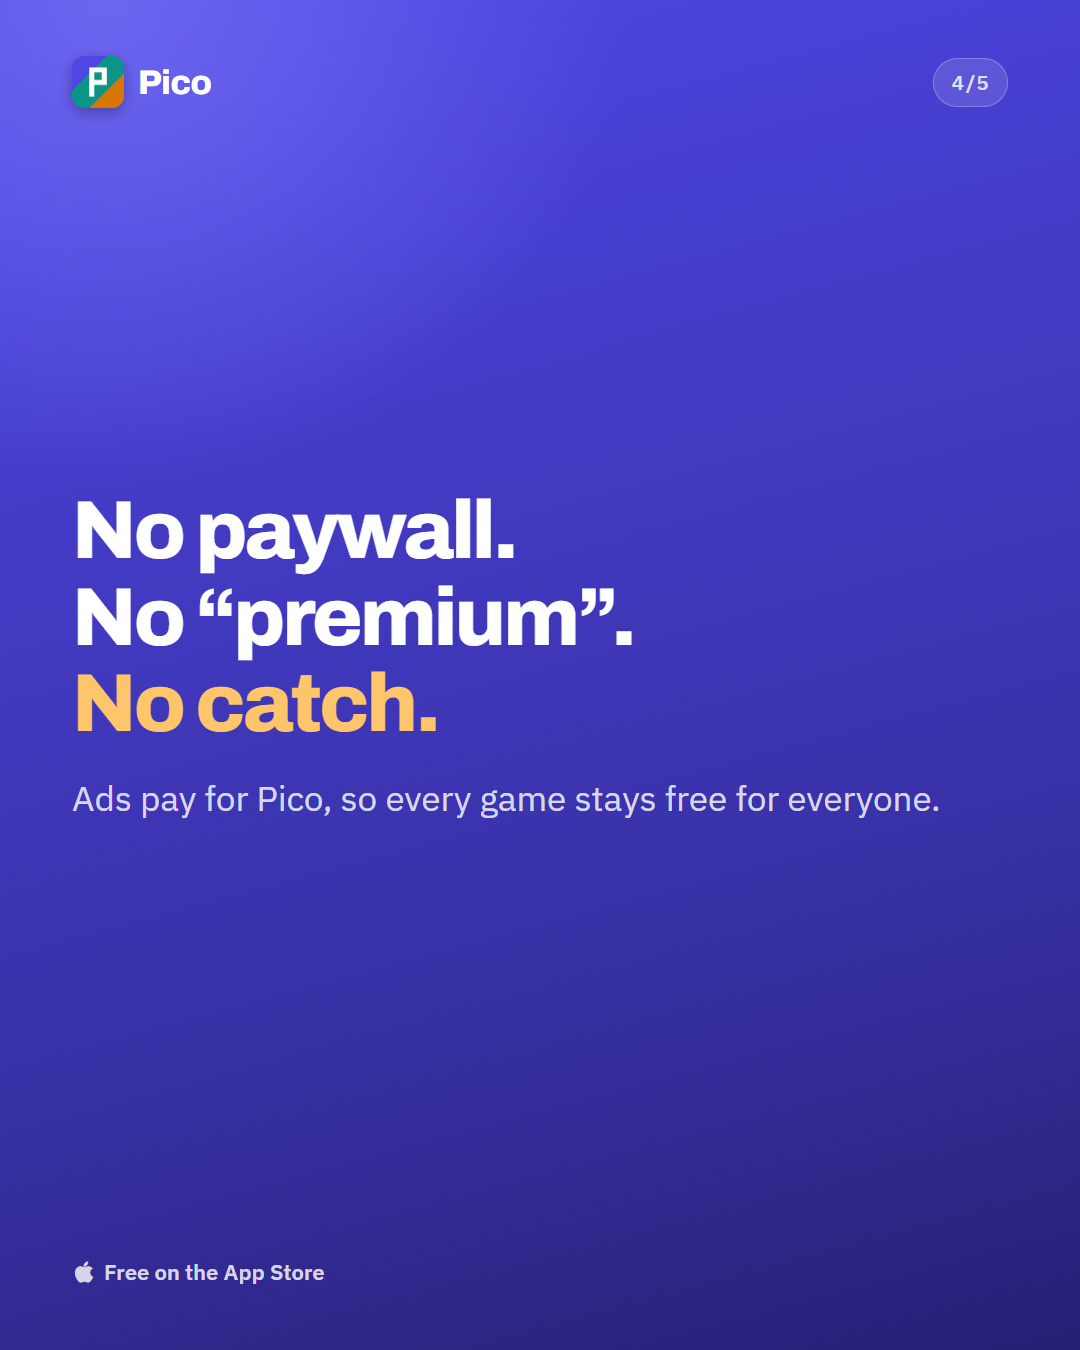 Pico
4/5
No paywall.
No “premium”.
No catch.
Ads pay for Pico, so every game stays free for everyone.
Free on the App Store